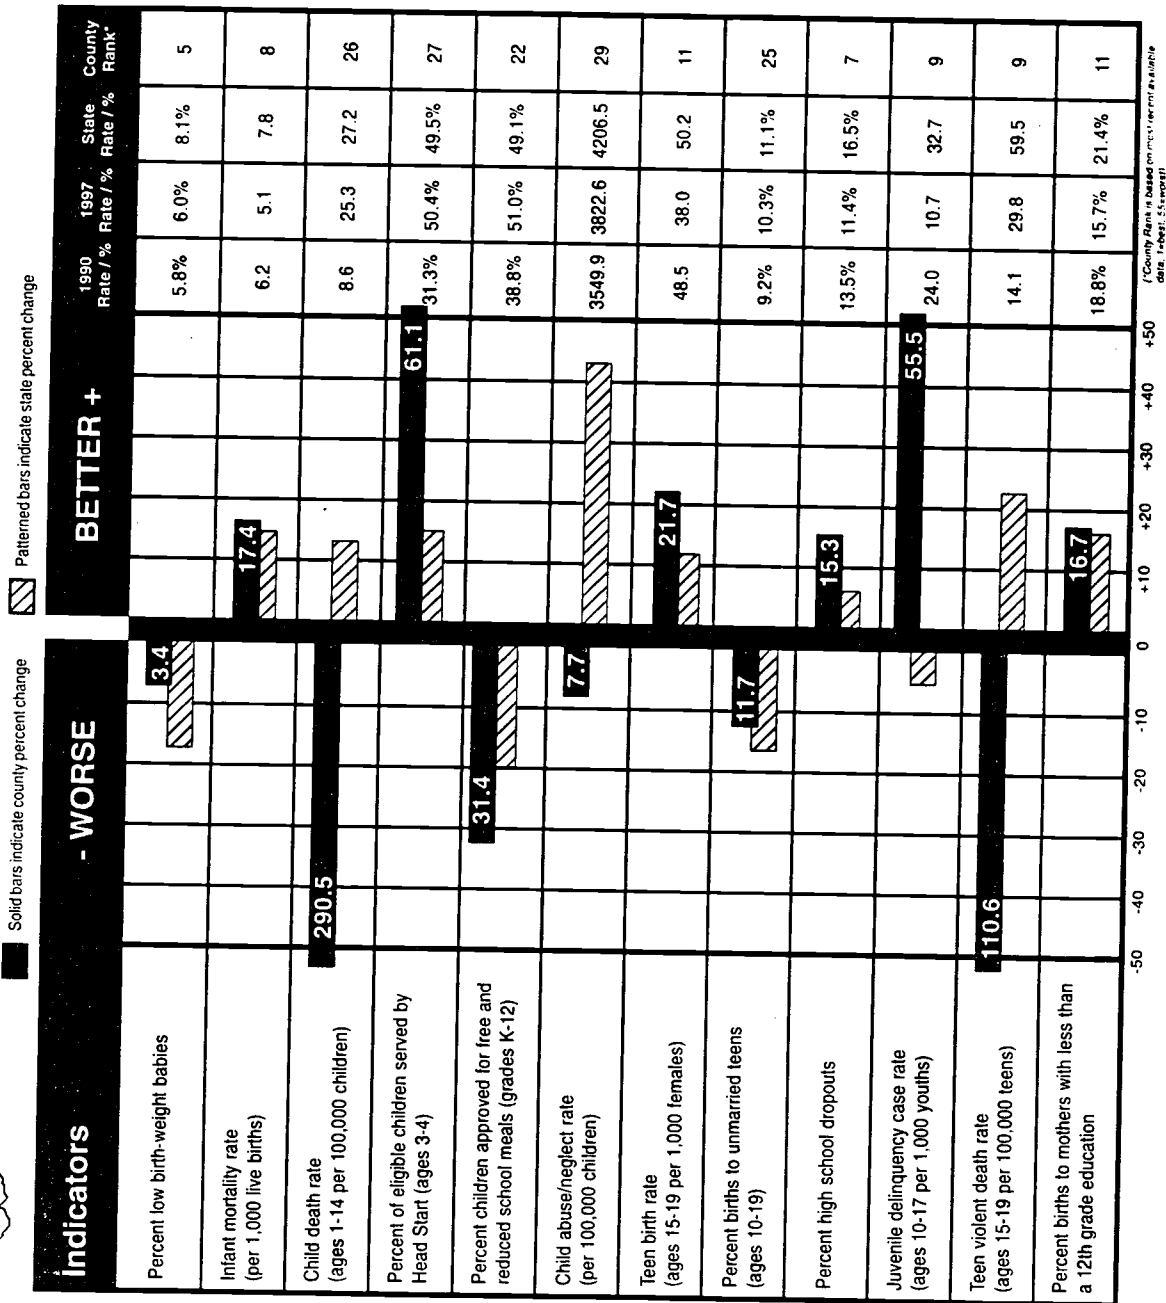 Solid bars indicate county percent change
Patterned bars indicate state percent change
Indicators
- WORSE
BETTER +
1990
Rate / %
1997
Rate / %
State
Rate / %
County
Rank*
Percent low birth-weight babies
3.4
5.8%
6.0%
8.1%
5
Infant mortality rate
(per 1,000 live births)
17.4
6.2
5.1
7.8
8
Child death rate
(ages 1-14 per 100,000 children)
290.5
8.6
25.3
27.2
26
Percent of eligible children served by
Head Start (ages 3-4)
61.1
31.3%
50.4%
49.5%
27
Percent children approved for free and
reduced school meals (grades K-12)
31.4
38.8%
51.0%
49.1%
22
Child abuse/neglect rate
(per 100,000 children)
7.7
3549.9
3822.6
4206.5
29
Teen birth rate
(ages 15-19 per 1,000 females)
21.7
48.5
38.0
50.2
11
Percent births to unmarried teens
(ages 10-19)
11.7
9.2%
10.3%
11.1%
25
Percent high school dropouts
15.3
13.5%
11.4%
16.5%
7
Juvenile delinquency case rate
(ages 10-17 per 1,000 youths)
55.5
24.0
10.7
32.7
9
Teen violent death rate
(ages 15-19 per 100,000 teens)
110.6
14.1
29.8
59.5
9
Percent births to mothers with less than
a 12th grade education
16.7
18.8%
15.7%
21.4%
11
-50
-40
-30
-20
-10
0
+10
+20
+30
+40
+50
(*County Rank is based on most recent available
data, 1=best, 55=worst)